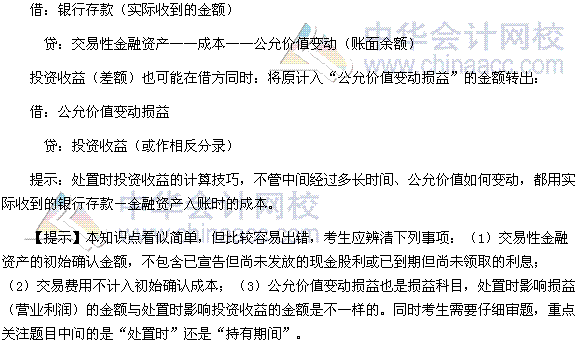 借：银行存款（实际收到的金额）
贷：交易性金融资产——成本——公允价值变动（账面余额）
投资收益（差额）也可能在借方同时：将原计入“公允价值变动损益”的金额转出：
借：公允价值变动损益
贷：投资收益（或作相反分录）
提示：处置时投资收益的计算技巧，不管中间经过多长时间、公允价值如何变动，都用实
际收到的银行存款－金融资产入账时的成本。
【提示】本知识点看似简单，但比较容易出错，考生应辨清下列事项：（1）交易性金融
资产的初始确认金额，不包含已宣告但尚未发放的现金股利或已到期但尚未领取的利息；
（2）交易费用不计入初始确认成本；（3）公允价值变动损益也是损益科目，处置时影响损益
（营业利润）的金额与处置时影响投资收益的金额是不一样的。同时考生需要仔细审题，重点
关注题目中问的是“处置时”还是“持有期间”。
中华会计网校
www.chinaacc.com
中华会计网校
www.chinaacc.com